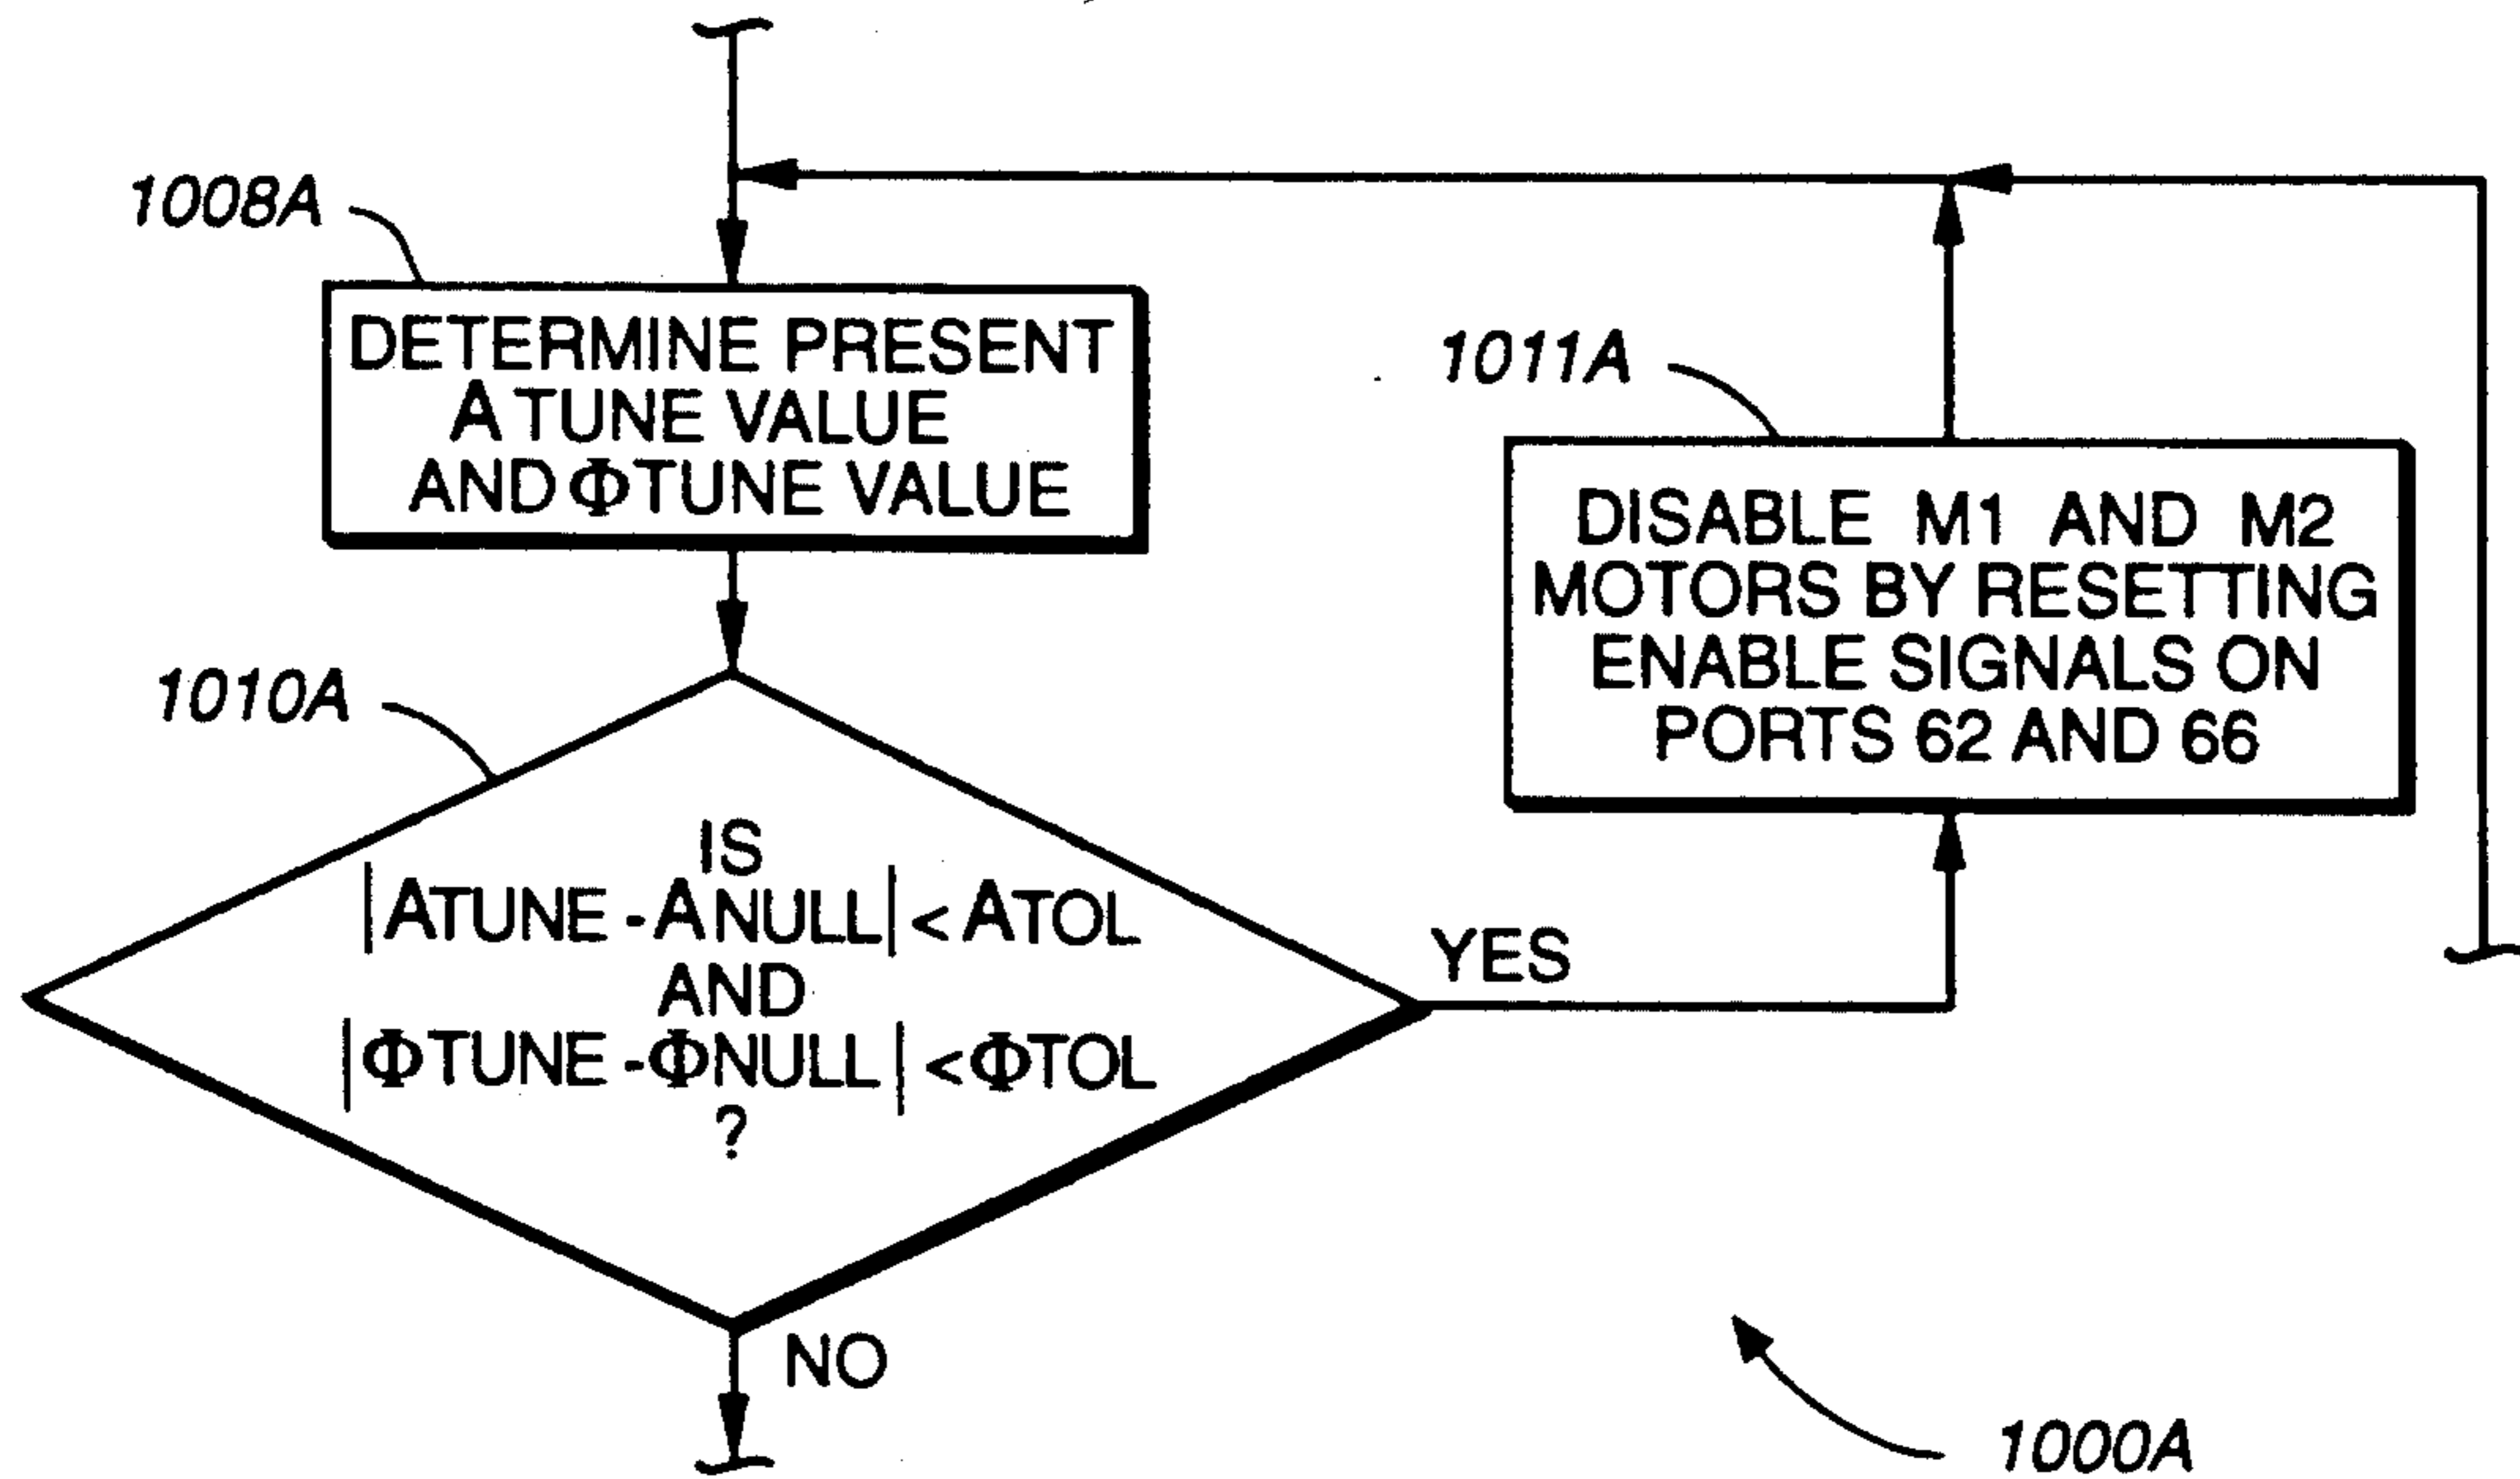 1008A
DETERMINE PRESENT
A TUNE VALUE
AND ΦTUNE VALUE
1011A
DISABLE M1 AND M2
MOTORS BY RESETTING
ENABLE SIGNALS ON
PORTS 62 AND 66
1010A
IS
|ATUNE - ANULL| < ATOL
AND
|ΦTUNE - ΦNULL| < ΦTOL
?
YES
NO
1000A